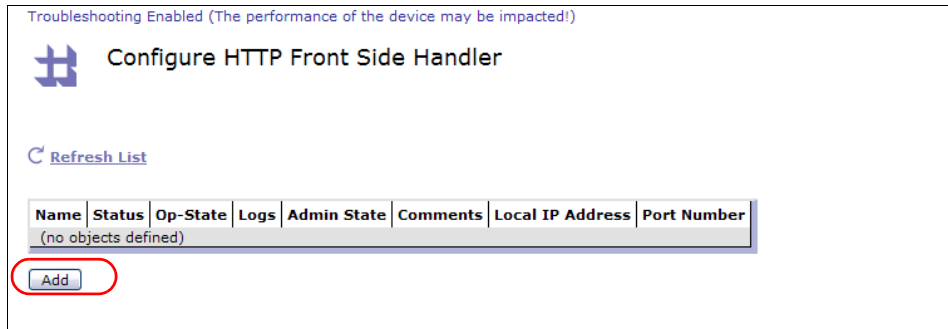 Troubleshooting Enabled (The performance of the device may be impacted!)
Configure HTTP Front Side Handler
Refresh List
Name Status Op-State Logs Admin State Comments Local IP Address Port Number
(no objects defined)
Add